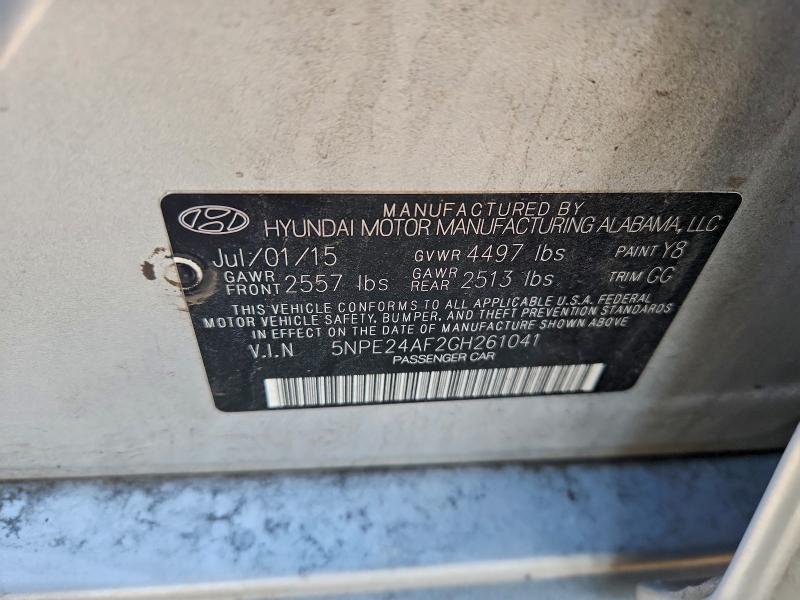 MANUFACTURED BY
HYUNDAI MOTOR MANUFACTURING ALABAMA, LLC
Jul/01/15 GVWR 4497 lbs PAINT Y8
GAWR FRONT 2557 lbs GAWR REAR 2513 lbs TRIM GG
THIS VEHICLE CONFORMS TO ALL APPLICABLE U.S.A. FEDERAL
MOTOR VEHICLE SAFETY, BUMPER, AND THEFT PREVENTION STANDARDS
IN EFFECT ON THE DATE OF MANUFACTURE SHOWN ABOVE
V.I.N 5NPE24AF2GH261041
PASSENGER CAR